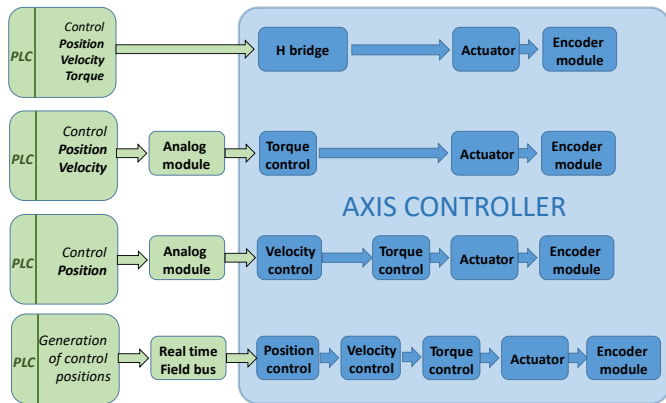 PLC
Control
Position
Velocity
Torque
H bridge
Actuator
Encoder
module
PLC
Control
Position
Velocity
Analog
module
Torque
control
Actuator
Encoder
module
AXIS CONTROLLER
PLC
Control
Position
Analog
module
Velocity
control
Torque
control
Actuator
Encoder
module
PLC
Generation
of control
positions
Real time
Field bus
Position
control
Velocity
control
Torque
control
Actuator
Encoder
module